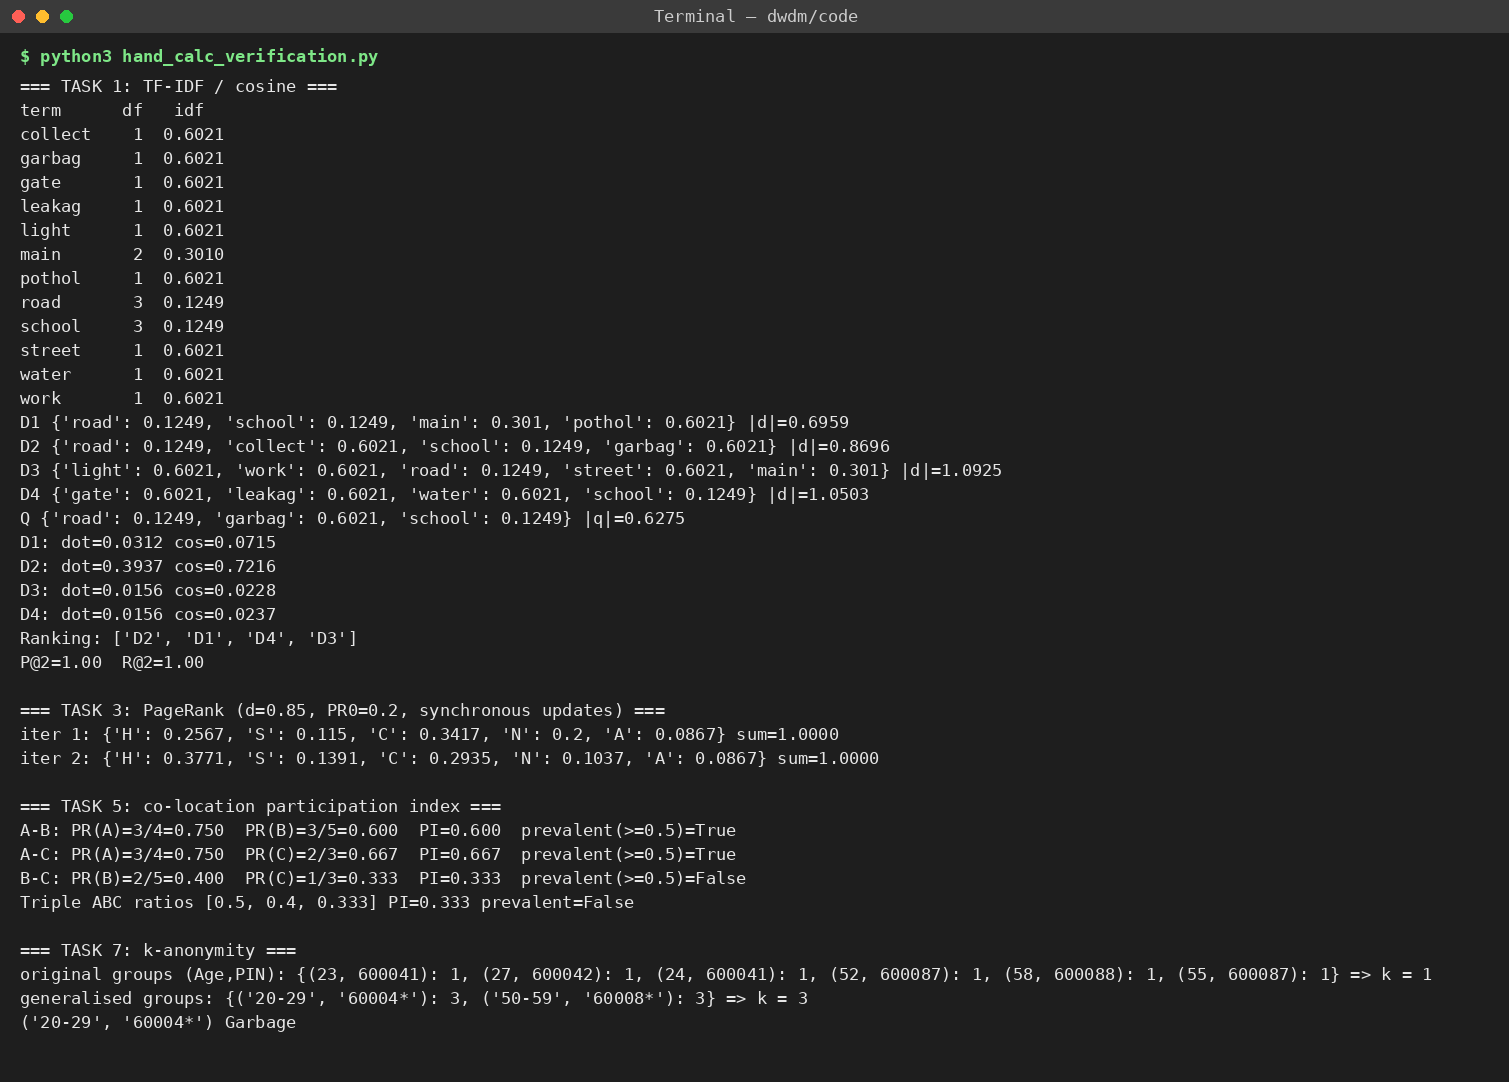 Terminal — dwdm/code
$ python3 hand_calc_verification.py
=== TASK 1: TF-IDF / cosine ===
term      df   idf
collect    1  0.6021
garbag     1  0.6021
gate       1  0.6021
leakag     1  0.6021
light      1  0.6021
main       2  0.3010
pothol     1  0.6021
road       3  0.1249
school     3  0.1249
street     1  0.6021
water      1  0.6021
work       1  0.6021
D1 {'road': 0.1249, 'school': 0.1249, 'main': 0.301, 'pothol': 0.6021} |d|=0.6959
D2 {'road': 0.1249, 'collect': 0.6021, 'school': 0.1249, 'garbag': 0.6021} |d|=0.8696
D3 {'light': 0.6021, 'work': 0.6021, 'road': 0.1249, 'street': 0.6021, 'main': 0.301} |d|=1.0925
D4 {'gate': 0.6021, 'leakag': 0.6021, 'water': 0.6021, 'school': 0.1249} |d|=1.0503
Q {'road': 0.1249, 'garbag': 0.6021, 'school': 0.1249} |q|=0.6275
D1: dot=0.0312 cos=0.0715
D2: dot=0.3937 cos=0.7216
D3: dot=0.0156 cos=0.0228
D4: dot=0.0156 cos=0.0237
Ranking: ['D2', 'D1', 'D4', 'D3']
P@2=1.00  R@2=1.00

=== TASK 3: PageRank (d=0.85, PR0=0.2, synchronous updates) ===
iter 1: {'H': 0.2567, 'S': 0.115, 'C': 0.3417, 'N': 0.2, 'A': 0.0867} sum=1.0000
iter 2: {'H': 0.3771, 'S': 0.1391, 'C': 0.2935, 'N': 0.1037, 'A': 0.0867} sum=1.0000

=== TASK 5: co-location participation index ===
A-B: PR(A)=3/4=0.750  PR(B)=3/5=0.600  PI=0.600  prevalent(>=0.5)=True
A-C: PR(A)=3/4=0.750  PR(C)=2/3=0.667  PI=0.667  prevalent(>=0.5)=True
B-C: PR(B)=2/5=0.400  PR(C)=1/3=0.333  PI=0.333  prevalent(>=0.5)=False
Triple ABC ratios [0.5, 0.4, 0.333] PI=0.333 prevalent=False

=== TASK 7: k-anonymity ===
original groups (Age,PIN): {(23, 600041): 1, (27, 600042): 1, (24, 600041): 1, (52, 600087): 1, (58, 600088): 1, (55, 600087): 1} => k = 1
generalised groups: {('20-29', '60004*'): 3, ('50-59', '60008*'): 3} => k = 3
('20-29', '60004*') Garbage